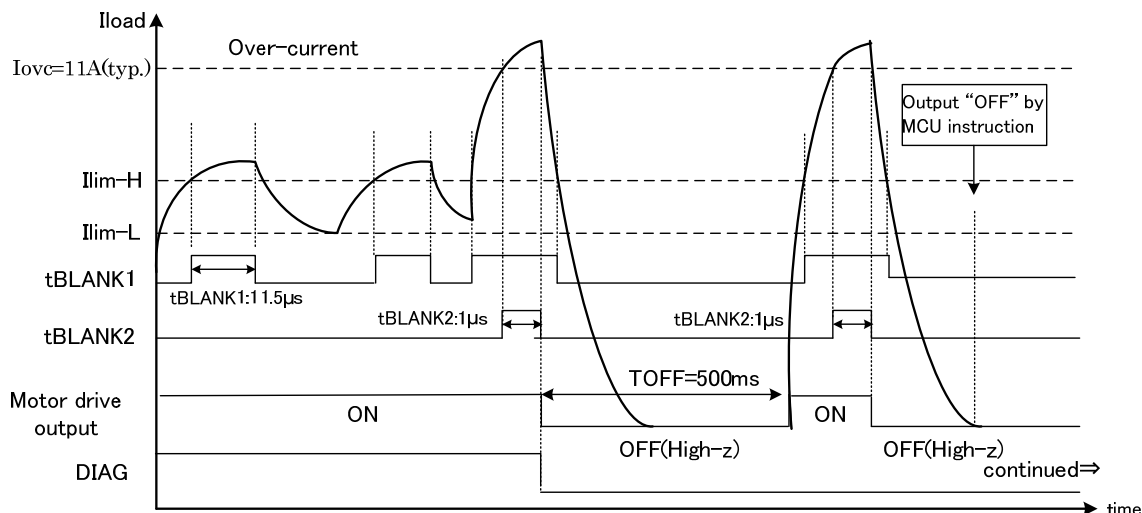 Iload
Over-current
Iovc=11A(typ.)
Output “OFF” by
MCU instruction
Ilim-H
Ilim-L
tBLANK1
tBLANK1:11.5μs
tBLANK2:1μs
tBLANK2:1μs
tBLANK2
TOFF=500ms
Motor drive
output
ON
ON
OFF(High-z)
OFF(High-z)
DIAG
continued⇒
time